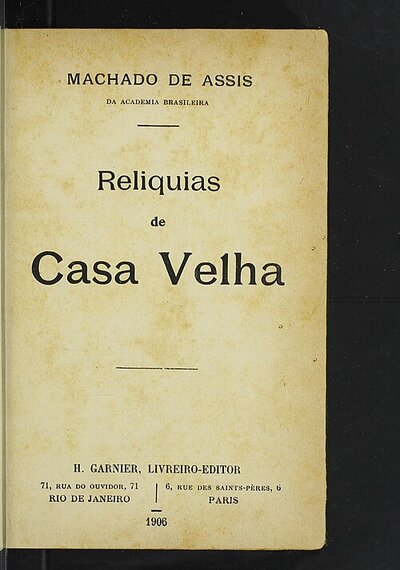 MACHADO DE ASSIS
DA ACADEMIA BRASILEIRA
Reliquias
de
Casa Velha
H. GARNIER, LIVREIRO-EDITOR
71, RUA DO OUVIDOR, 71
RIO DE JANEIRO
6, RUE DES SAINTS-PÈRES, 6
PARIS
1906